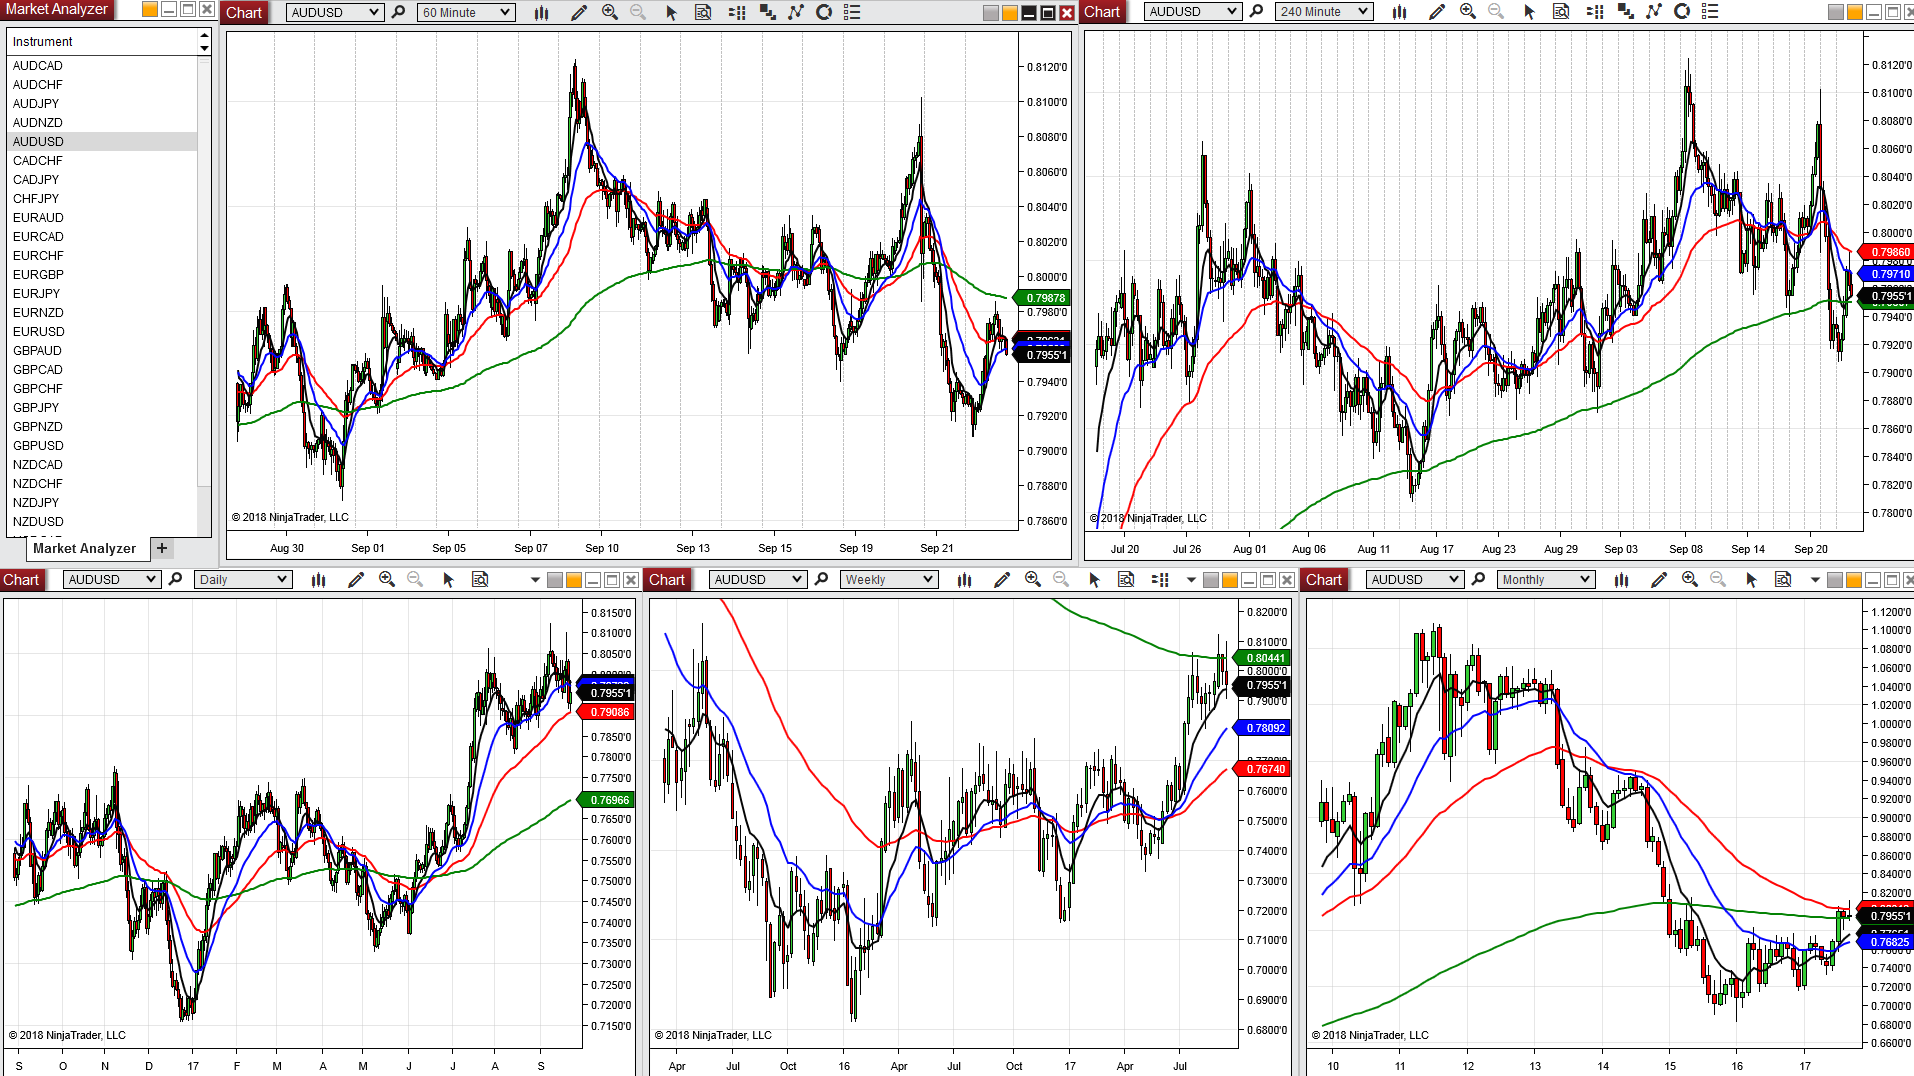 Market Analyzer
Instrument
AUDCAD
AUDCHF
AUDJPY
AUDNZD
AUDUSD
CADCHF
CADJPY
CHFJPY
EURAUD
EURCAD
EURCHF
EURGBP
EURJPY
EURNZD
EURUSD
GBPAUD
GBPCAD
GBPCHF
GBPJPY
GBPNZD
GBPUSD
NZDCAD
NZDCHF
NZDJPY
NZDUSD
Market Analyzer +
Chart AUDUSD 60 Minute
0.8120'0
0.8100'0
0.8080'0
0.8060'0
0.8040'0
0.8020'0
0.8000'0
0.79878
0.7980'0
0.7955'1
0.7940'0
0.7920'0
0.7900'0
0.7880'0
0.7860'0
© 2018 NinjaTrader, LLC
Aug 30 Sep 01 Sep 05 Sep 07 Sep 10 Sep 13 Sep 15 Sep 19 Sep 21
Chart AUDUSD 240 Minute
0.8120'0
0.8100'0
0.8080'0
0.8060'0
0.8040'0
0.8020'0
0.8000'0
0.79860
0.79710
0.7955'1
0.7940'0
0.7920'0
0.7900'0
0.7880'0
0.7860'0
0.7840'0
0.7820'0
0.7800'0
© 2018 NinjaTrader, LLC
Jul 20 Jul 26 Aug 01 Aug 06 Aug 11 Aug 17 Aug 23 Aug 29 Sep 03 Sep 08 Sep 14 Sep 20
Chart AUDUSD Daily
0.8150'0
0.8100'0
0.8050'0
0.7955'1
0.79086
0.7850'0
0.7800'0
0.7750'0
0.76966
0.7650'0
0.7600'0
0.7550'0
0.7500'0
0.7450'0
0.7400'0
0.7350'0
0.7300'0
0.7250'0
0.7200'0
0.7150'0
© 2018 NinjaTrader, LLC
S O N D 17 F M A M J J A S
Chart AUDUSD Weekly
0.8200'0
0.8100'0
0.80441
0.8000'0
0.7955'1
0.7900'0
0.78092
0.76740
0.7600'0
0.7500'0
0.7400'0
0.7300'0
0.7200'0
0.7100'0
0.7000'0
0.6900'0
0.6800'0
© 2018 NinjaTrader, LLC
Apr Jul Oct 16 Apr Jul Oct 17 Apr Jul
Chart AUDUSD Monthly
1.1200'0
1.1000'0
1.0800'0
1.0600'0
1.0400'0
1.0200'0
1.0000'0
0.9800'0
0.9600'0
0.9400'0
0.9200'0
0.9000'0
0.8800'0
0.8600'0
0.8400'0
0.8200'0
0.7955'1
0.76825
0.7400'0
0.7200'0
0.7000'0
0.6800'0
0.6600'0
© 2018 NinjaTrader, LLC
10 11 12 13 14 15 16 17